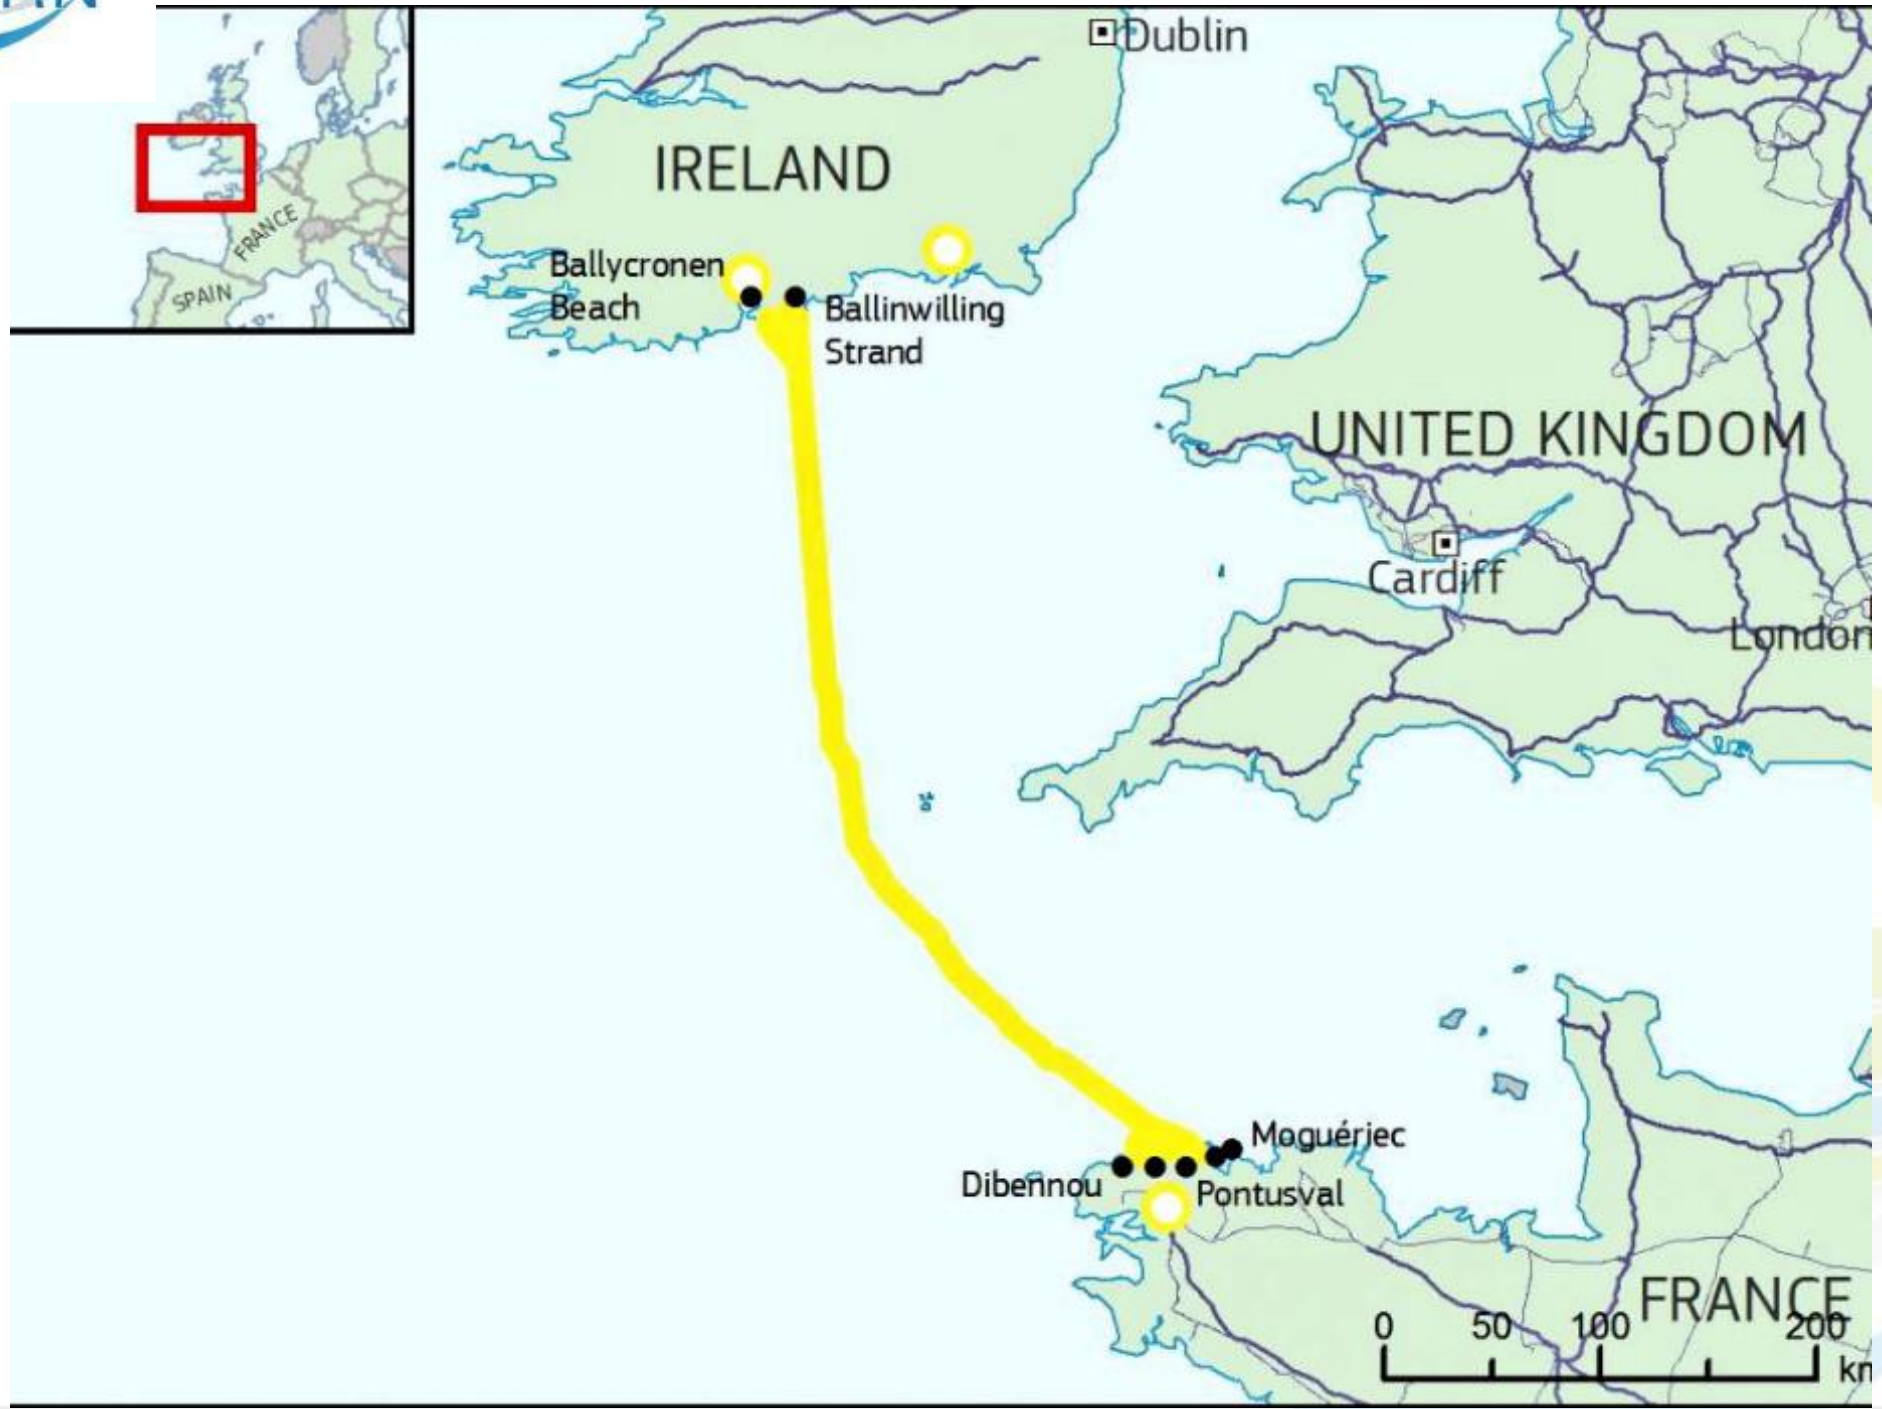 FRANCE
SPAIN
Dublin
IRELAND
Ballycronen
Beach
Ballinwilling
Strand
UNITED KINGDOM
Cardiff
London
Moguériec
Dibennou
Pontusval
FRANCE
0 50 100 200